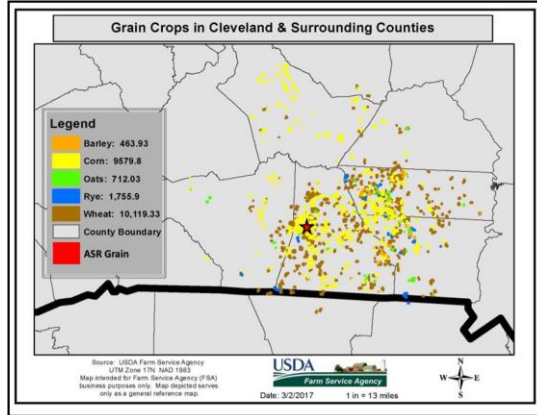 Grain Crops in Cleveland & Surrounding Counties
Legend
Barley: 463.93
Corn: 9579.8
Oats: 712.03
Rye: 1,755.9
Wheat: 10,119.33
County Boundary
ASR Grain
Source: USDA Farm Service Agency
UTM Zone 17N NAD 1983
Map intended for Farm Service Agency (FSA)
business purposes only. Map depicted serves
only as a general reference map.
USDA
Farm Service Agency
Date: 3/2/2017
1 in = 13 miles
N
W
E
S